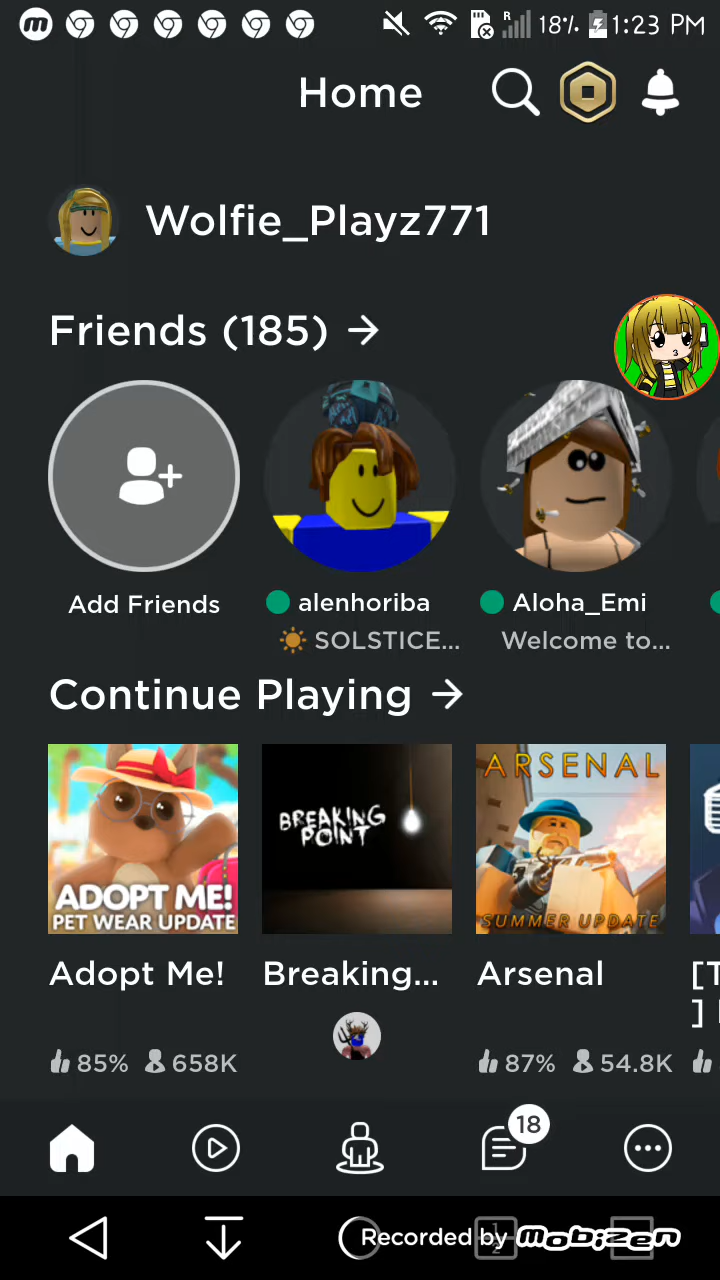 18% 1:23 PM
Home
Wolfie_Playz771
Friends (185) →
Add Friends
alenhoriba
SOLSTICE...
Aloha_Emi
Welcome to...
Continue Playing →
ADOPT ME!
PET WEAR UPDATE
BREAKING
POINT
ARSENAL
SUMMER UPDATE
Adopt Me!
Breaking...
Arsenal
[T
]
85% 658K
87% 54.8K
18
Recorded by mobizen